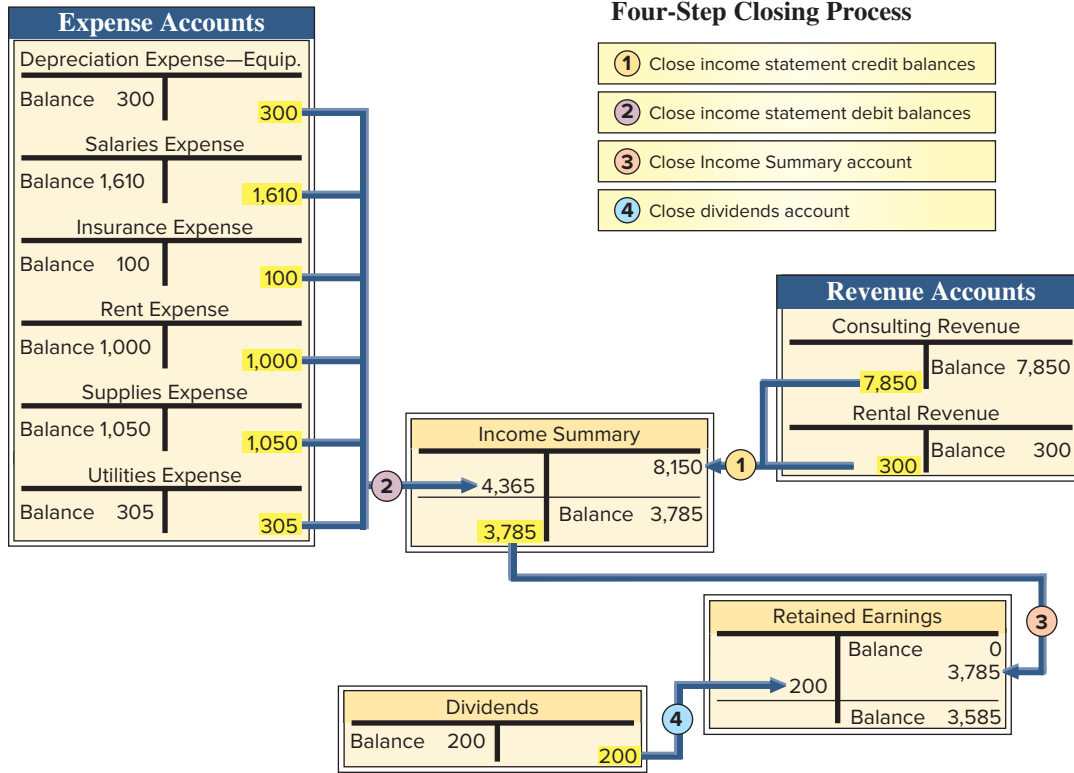 Four-Step Closing Process
1 Close income statement credit balances
2 Close income statement debit balances
3 Close Income Summary account
4 Close dividends account
Expense Accounts
Depreciation Expense—Equip.
Balance 300
300
Salaries Expense
Balance 1,610
1,610
Insurance Expense
Balance 100
100
Rent Expense
Balance 1,000
1,000
Supplies Expense
Balance 1,050
1,050
Utilities Expense
Balance 305
305
Revenue Accounts
Consulting Revenue
Balance 7,850
7,850
Rental Revenue
Balance 300
300
1
2
Income Summary
8,150
4,365
Balance 3,785
3,785
3
Retained Earnings
Balance 0
3,785
200
Balance 3,585
4
Dividends
Balance 200
200